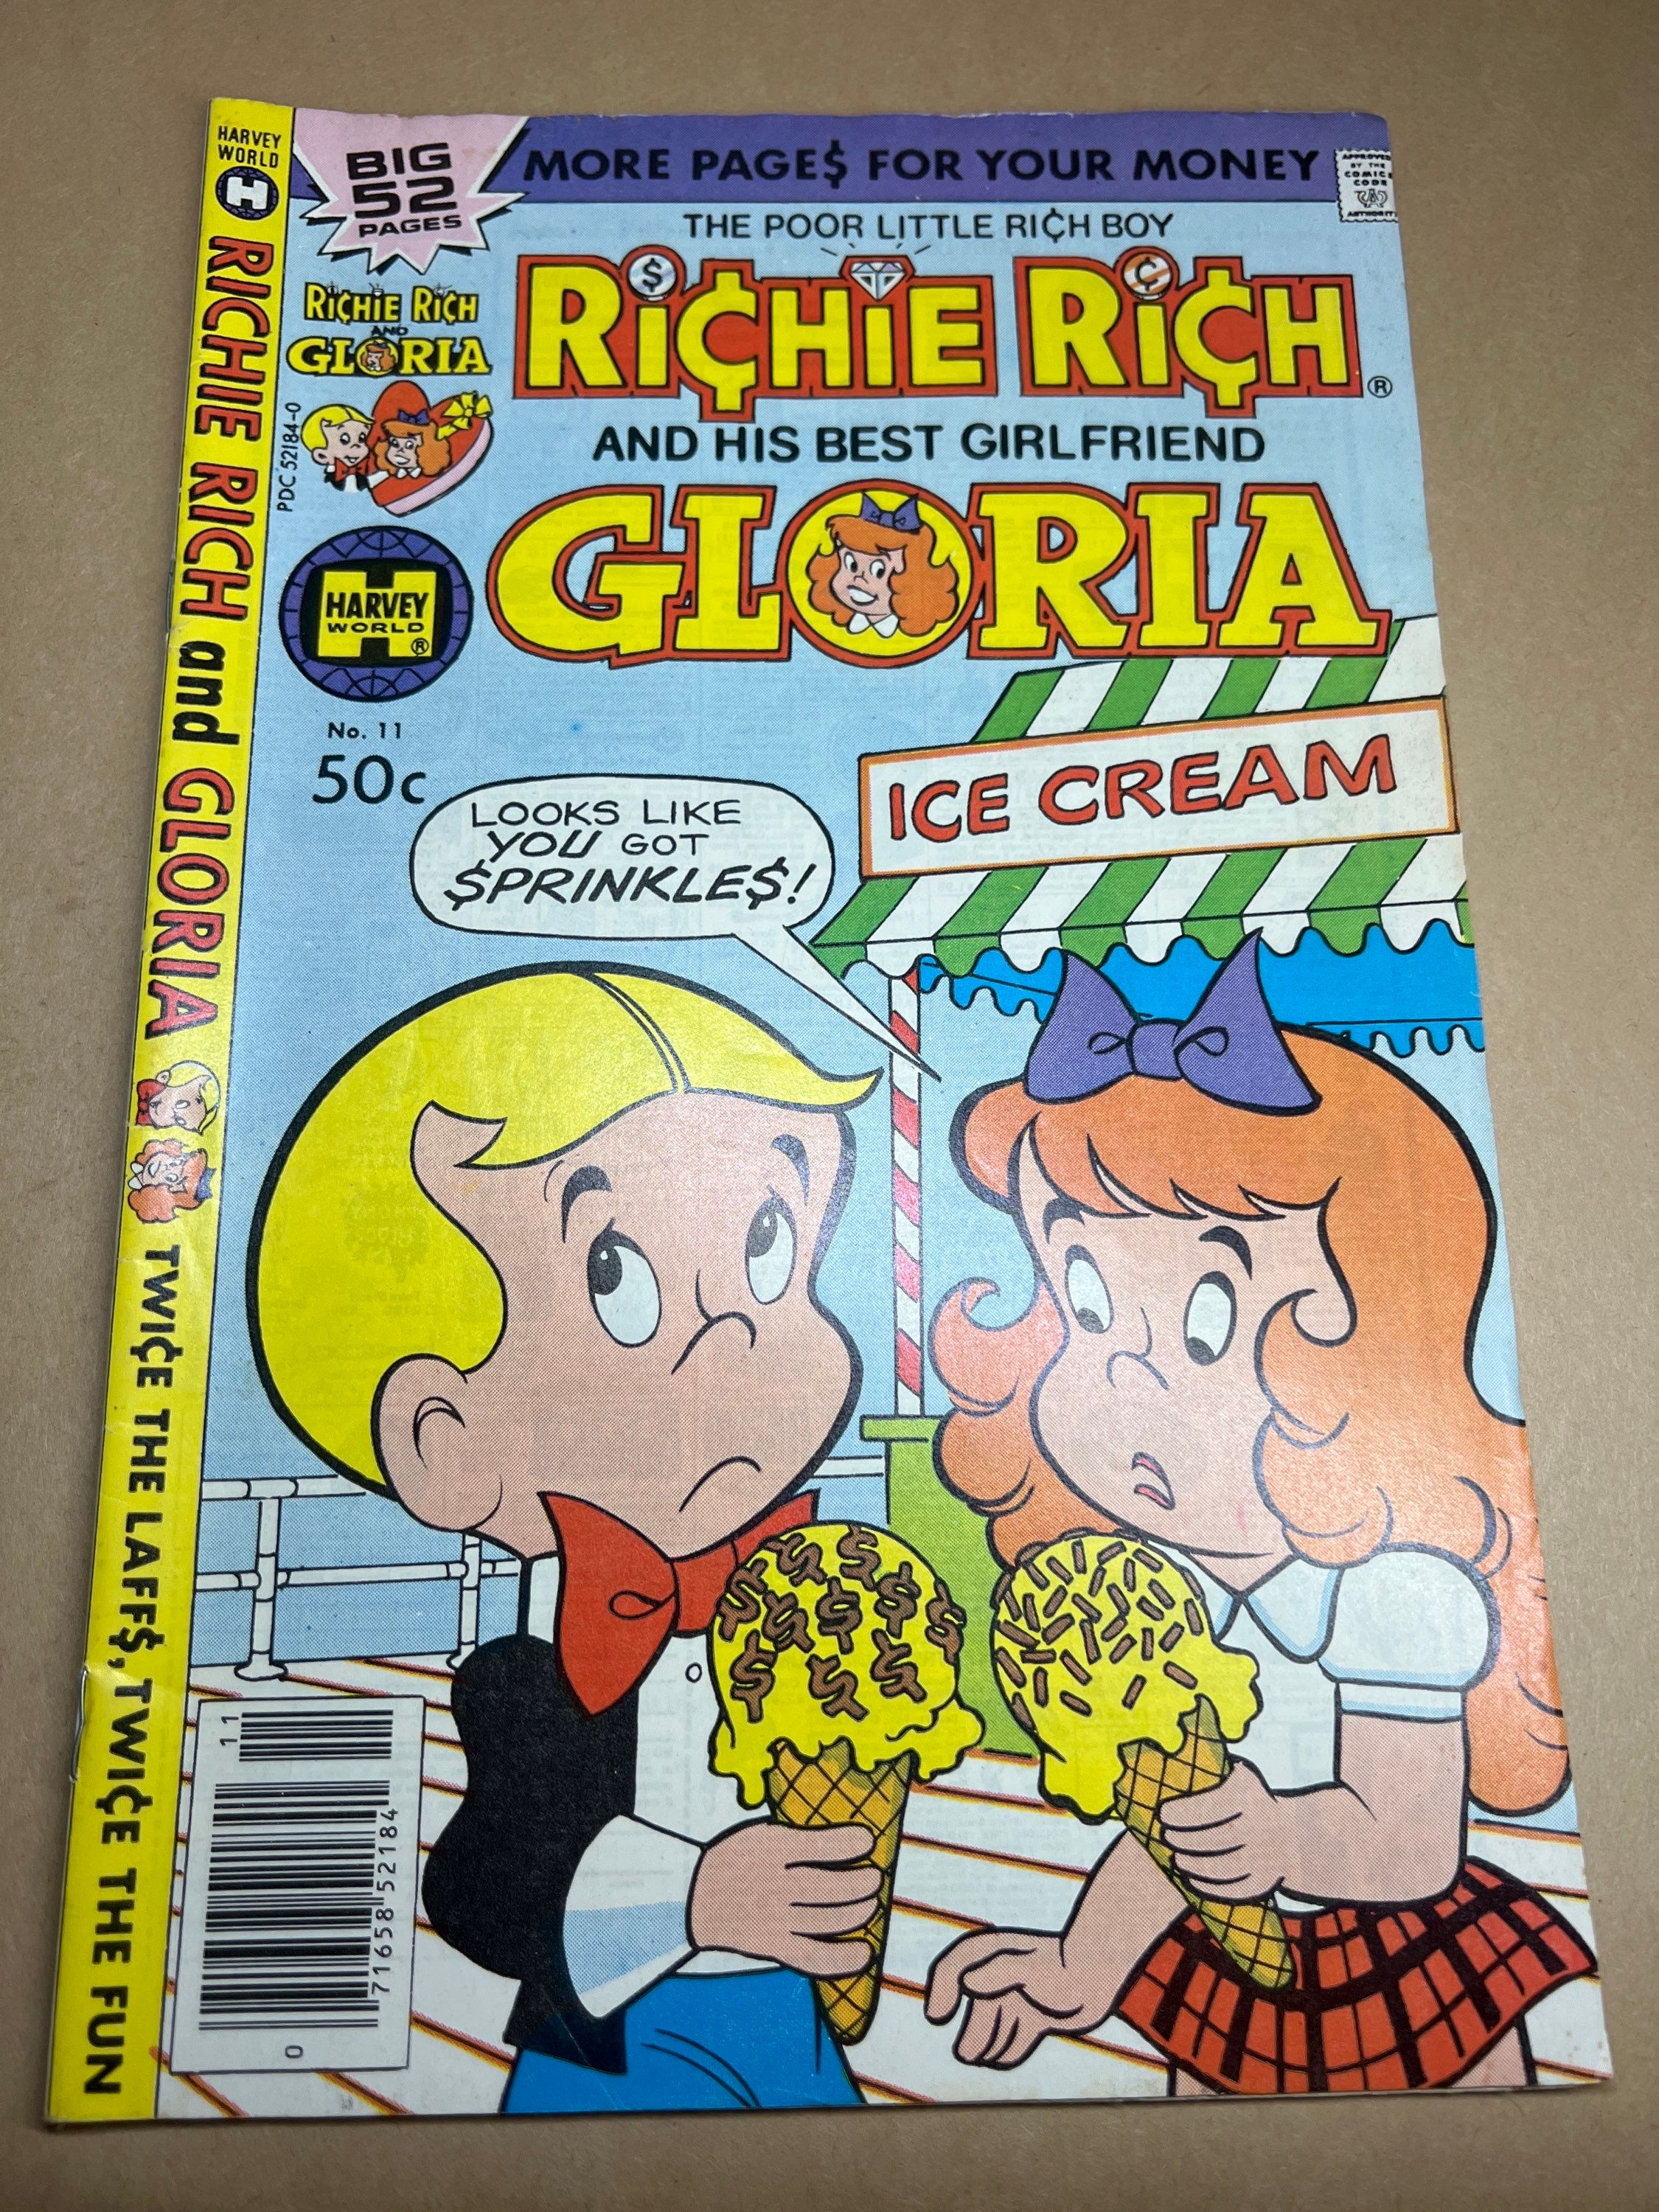 HARVEY
WORLD
H
RICHIE RICH and GLORIA
TWI¢E THE LAFF$, TWI¢E THE FUN
BIG
52
PAGES
MORE PAGE$ FOR YOUR MONEY
APPROVED
BY THE
COMICS
CODE
CA
AUTHORITY
THE POOR LITTLE RI¢H BOY
RI¢HIE RI¢H
AND
GLORIA
$ ¢
RI¢HIE RI¢H®
AND HIS BEST GIRLFRIEND
GLORIA
PDC 52184-0
H
HARVEY
WORLD
®
No. 11
50c
ICE CREAM
LOOKS LIKE
YOU GOT
$PRINKLE$!
$ $ $ $ $ $ $ $ $ $ $
11
71658 52184
0